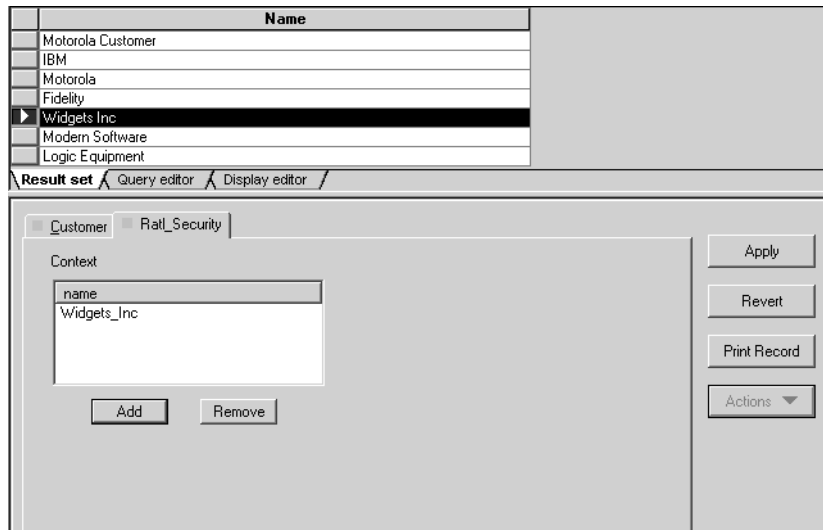 Name
Motorola Customer
IBM
Motorola
Fidelity
Widgets Inc
Modern Software
Logic Equipment
Result set Query editor Display editor
Customer Ratl_Security
Context
name
Widgets_Inc
Add Remove
Apply
Revert
Print Record
Actions